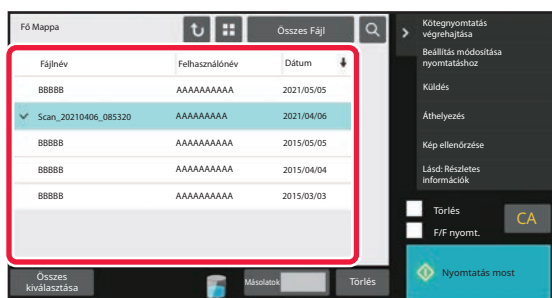 Fő Mappa
Összes Fájl
Fájlnév Felhasználónév Dátum
BBBBB AAAAAAAAAA 2021/05/05
Scan_20210406_085320 AAAAAAAAA 2021/04/06
BBBBB AAAAAAAAAA 2015/05/05
BBBBB AAAAAAAAAA 2015/04/04
BBBBB AAAAAAAAAA 2015/03/03
Összes
kiválasztása
Másolatok
Törlés
Kötegnyomtatás
végrehajtása
Beállítás módosítása
nyomtatáshoz
Küldés
Áthelyezés
Kép ellenőrzése
Lásd: Részletes
információk
Törlés
F/F nyomt.
CA
Nyomtatás most